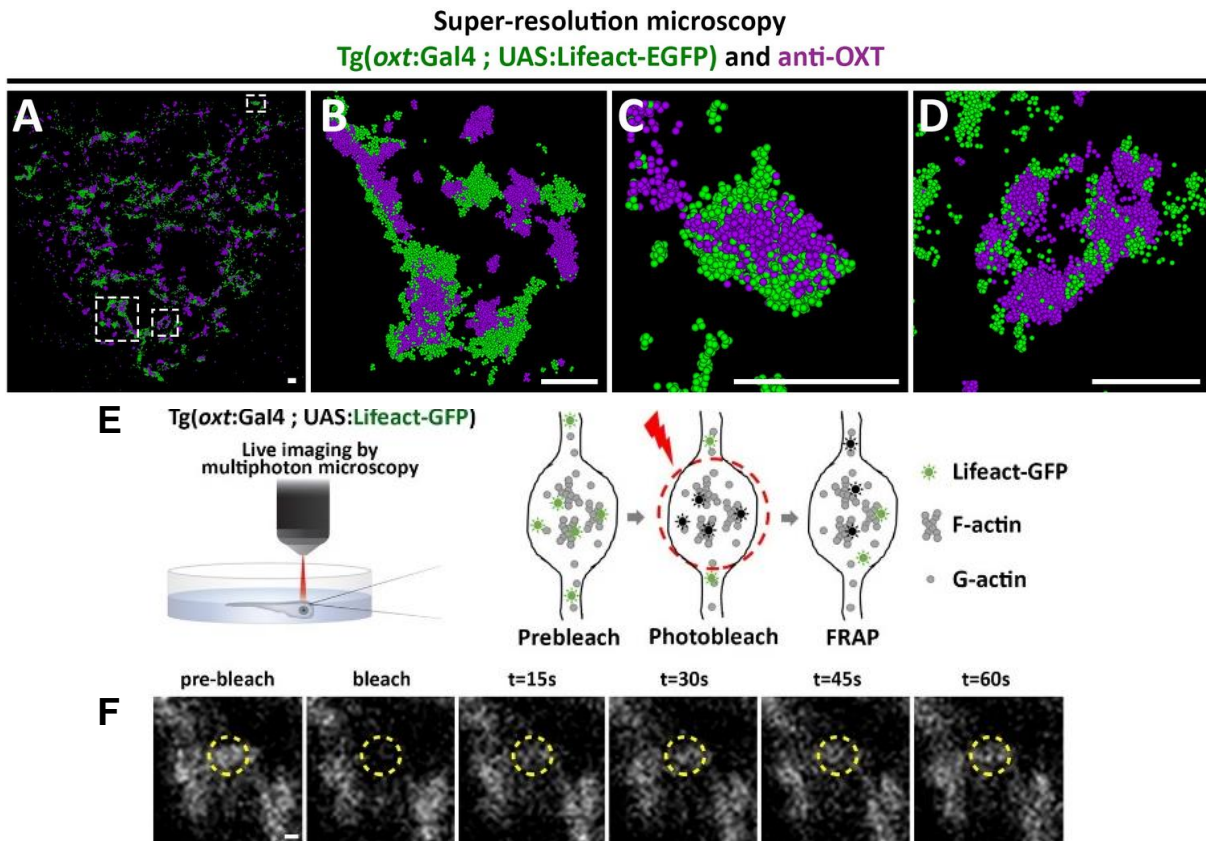 Super-resolution microscopy
Tg(oxt:Gal4 ; UAS:Lifeact-EGFP) and anti-OXT
A
B
C
D
E
Tg(oxt:Gal4 ; UAS:Lifeact-GFP)
Live imaging by
multiphoton microscopy
Prebleach
Photobleach
FRAP
Lifeact-GFP
F-actin
G-actin
F
pre-bleach
bleach
t=15s
t=30s
t=45s
t=60s